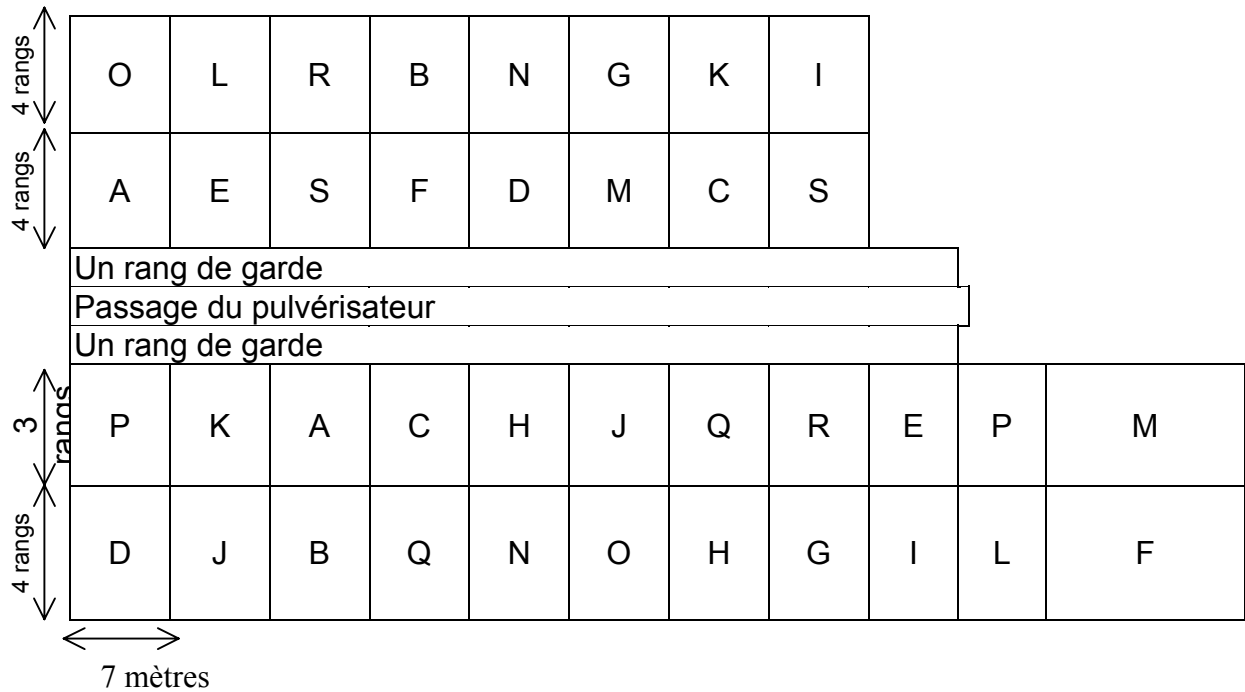 4 rangs
O L R B N G K I
4 rangs
A E S F D M C S
Un rang de garde
Passage du pulvérisateur
Un rang de garde
3
rangs
P K A C H J Q R E P M
4 rangs
D J B Q N O H G I L F
7 mètres